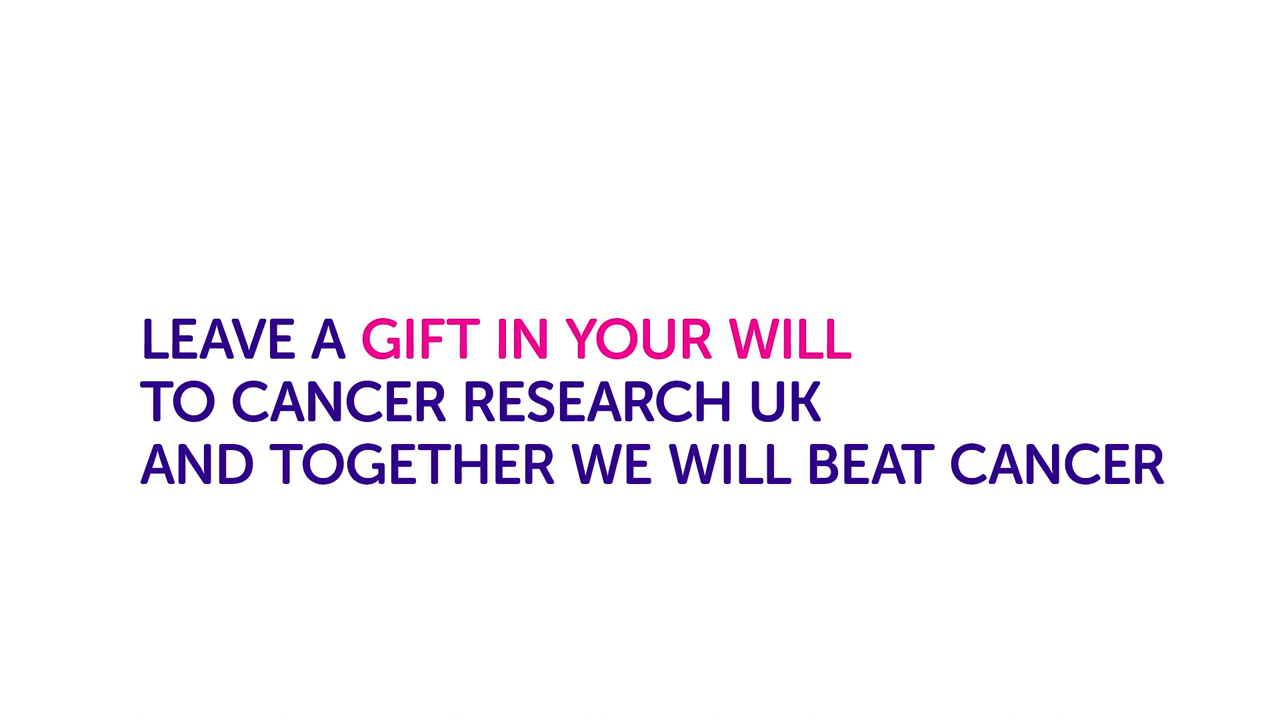 LEAVE A GIFT IN YOUR WILL
TO CANCER RESEARCH UK
AND TOGETHER WE WILL BEAT CANCER